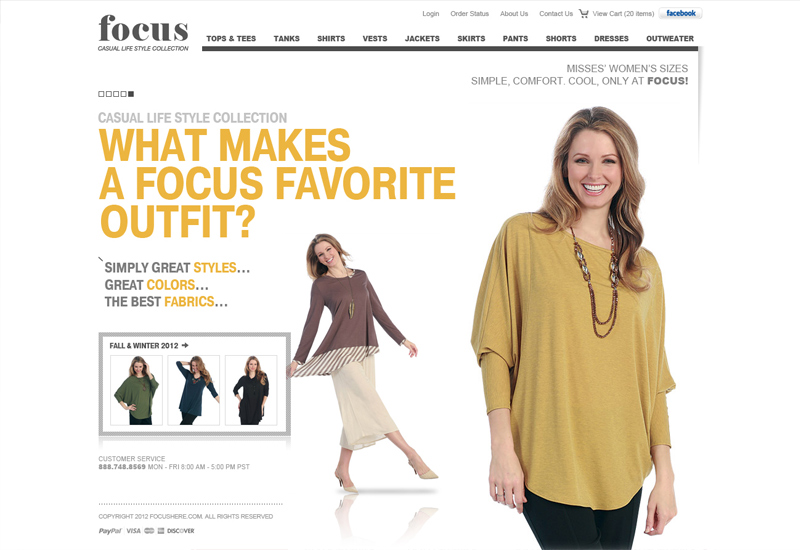 focus
CASUAL LIFE STYLE COLLECTION
Login Order Status About Us Contact Us View Cart (20 items) facebook
TOPS & TEES TANKS SHIRTS VESTS JACKETS SKIRTS PANTS SHORTS DRESSES OUTWEATER
MISSES' WOMEN'S SIZES
SIMPLE, COMFORT. COOL, ONLY AT FOCUS!
CASUAL LIFE STYLE COLLECTION
WHAT MAKES
A FOCUS FAVORITE
OUTFIT?
SIMPLY GREAT STYLES...
GREAT COLORS...
THE BEST FABRICS...
FALL & WINTER 2012
CUSTOMER SERVICE
888.748.8569 MON - FRI 8:00 AM - 5:00 PM PST
COPYRIGHT 2012 FOCUSHERE.COM. ALL RIGHTS RESERVED
PayPal VISA DISCOVER